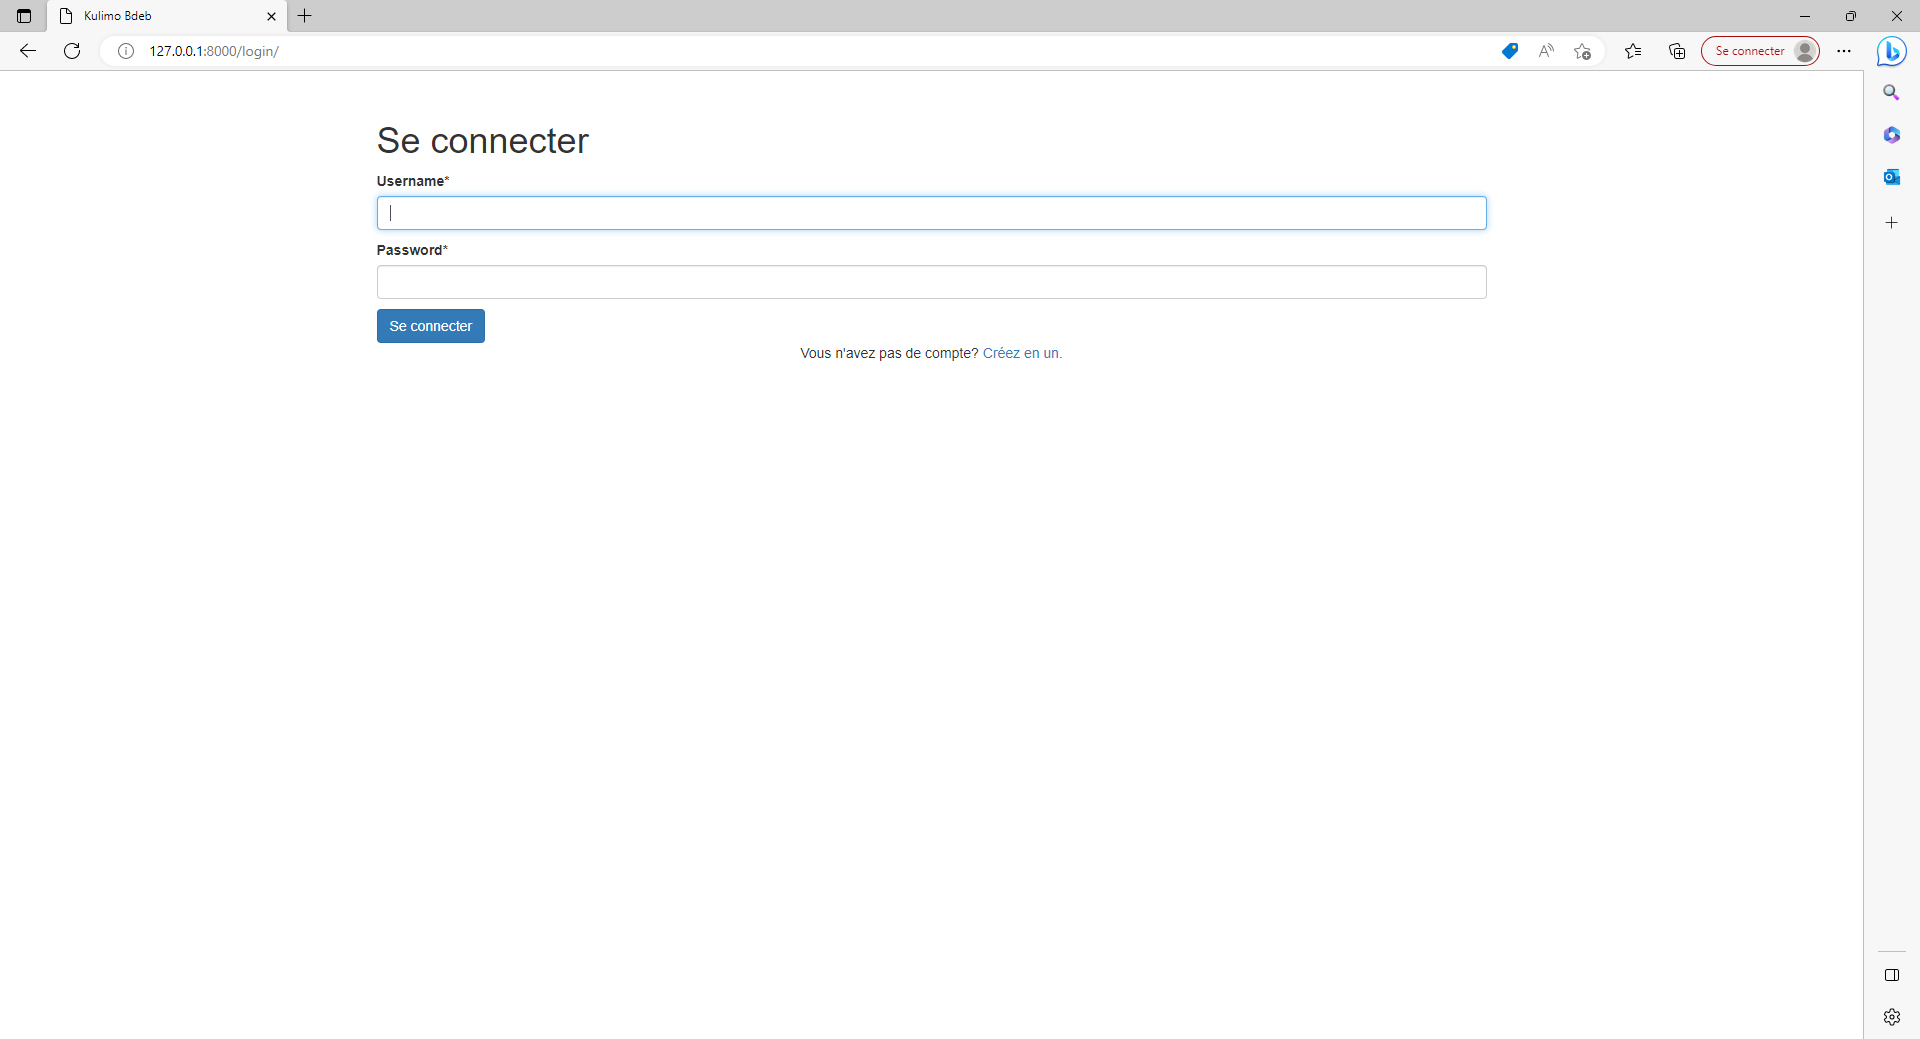 Kulimo Bdeb
127.0.0.1:8000/login/
Se connecter
Se connecter
Username*
Password*
Se connecter
Vous n'avez pas de compte? Créez en un.